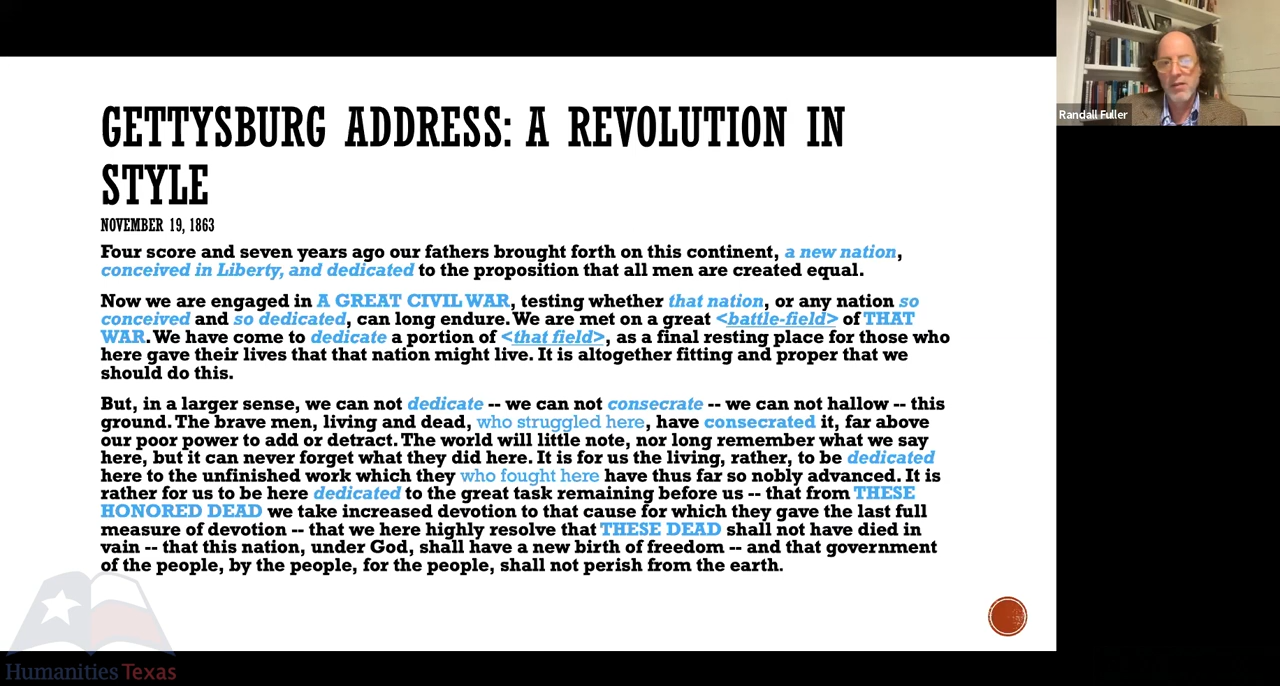 GETTYSBURG ADDRESS: A REVOLUTION IN
STYLE
NOVEMBER 19, 1863
Four score and seven years ago our fathers brought forth on this continent, a new nation,
conceived in Liberty, and dedicated to the proposition that all men are created equal.
Now we are engaged in A GREAT CIVIL WAR, testing whether that nation, or any nation so
conceived and so dedicated, can long endure. We are met on a great <battle-field> of THAT
WAR. We have come to dedicate a portion of <that field>, as a final resting place for those who
here gave their lives that that nation might live. It is altogether fitting and proper that we
should do this.
But, in a larger sense, we can not dedicate -- we can not consecrate -- we can not hallow -- this
ground. The brave men, living and dead, who struggled here, have consecrated it, far above
our poor power to add or detract. The world will little note, nor long remember what we say
here, but it can never forget what they did here. It is for us the living, rather, to be dedicated
here to the unfinished work which they who fought here have thus far so nobly advanced. It is
rather for us to be here dedicated to the great task remaining before us -- that from THESE
HONORED DEAD we take increased devotion to that cause for which they gave the last full
measure of devotion -- that we here highly resolve that THESE DEAD shall not have died in
vain -- that this nation, under God, shall have a new birth of freedom -- and that government
of the people, by the people, for the people, shall not perish from the earth.
Humanities Texas
Randall Fuller